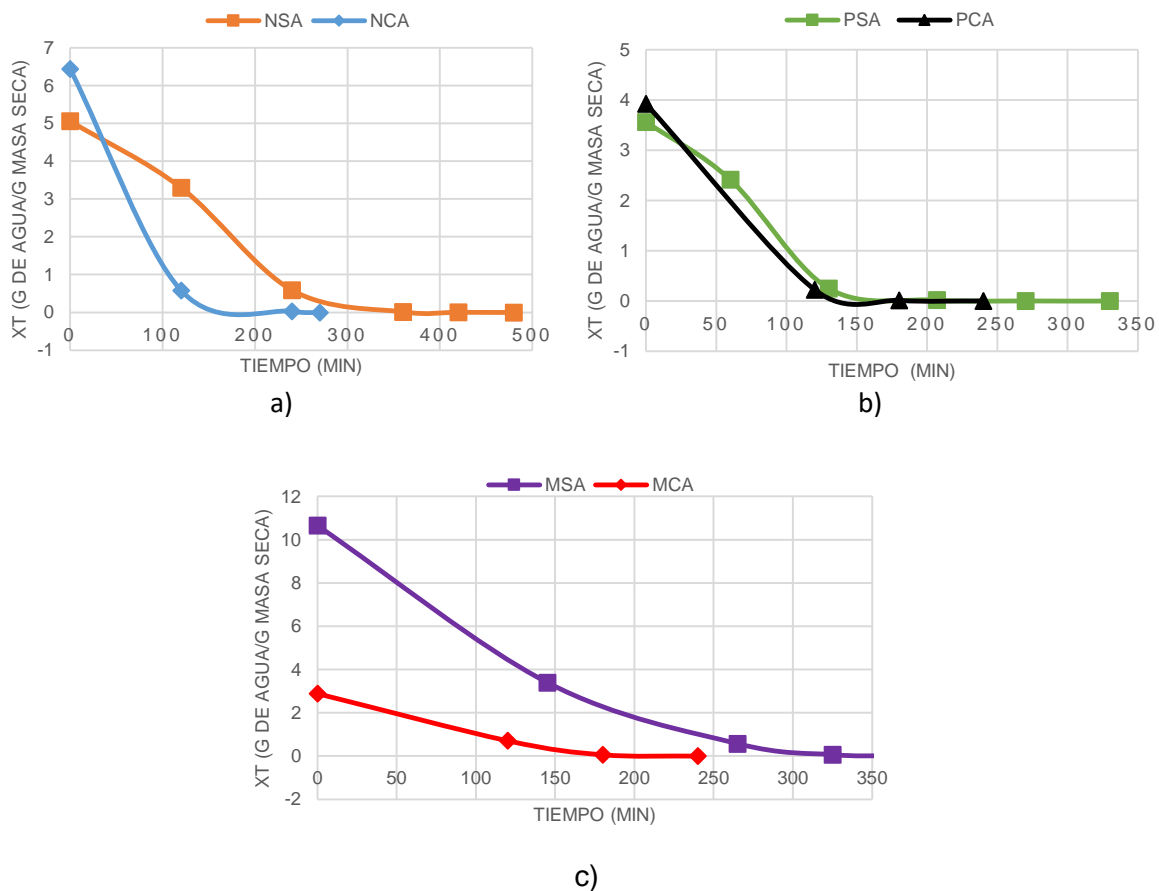 NSA NCA
XT (G DE AGUA/G MASA SECA)
7
6
5
4
3
2
1
0
-1
0 100 200 300 400 500
TIEMPO (MIN)
a)
PSA PCA
XT (G DE AGUA/G MASA SECA)
5
4
3
2
1
0
-1
0 50 100 150 200 250 300 350
TIEMPO (MIN)
b)
MSA MCA
XT (G DE AGUA/G MASA SECA)
12
10
8
6
4
2
0
-2
0 50 100 150 200 250 300 350
TIEMPO (MIN)
c)